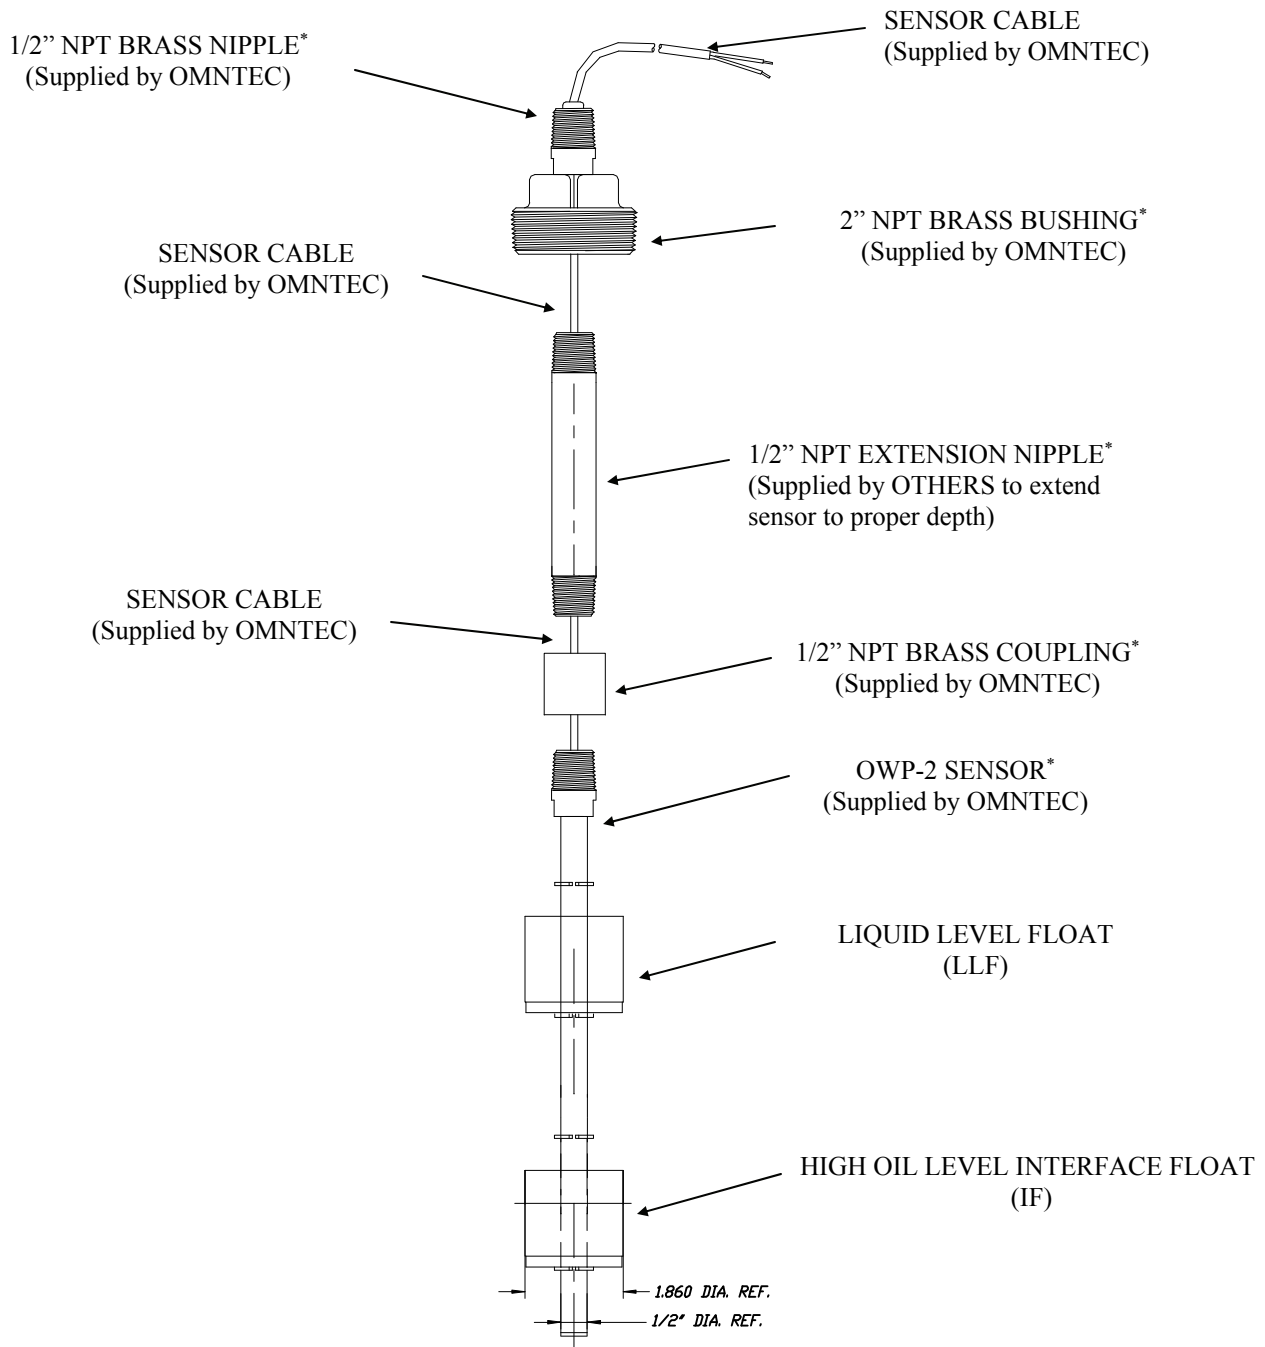 SENSOR CABLE
(Supplied by OMNTEC)
1/2” NPT BRASS NIPPLE*
(Supplied by OMNTEC)
2” NPT BRASS BUSHING*
(Supplied by OMNTEC)
SENSOR CABLE
(Supplied by OMNTEC)
1/2” NPT EXTENSION NIPPLE*
(Supplied by OTHERS to extend
sensor to proper depth)
SENSOR CABLE
(Supplied by OMNTEC)
1/2” NPT BRASS COUPLING*
(Supplied by OMNTEC)
OWP-2 SENSOR*
(Supplied by OMNTEC)
LIQUID LEVEL FLOAT
(LLF)
HIGH OIL LEVEL INTERFACE FLOAT
(IF)
1.860 DIA. REF.
1/2" DIA. REF.